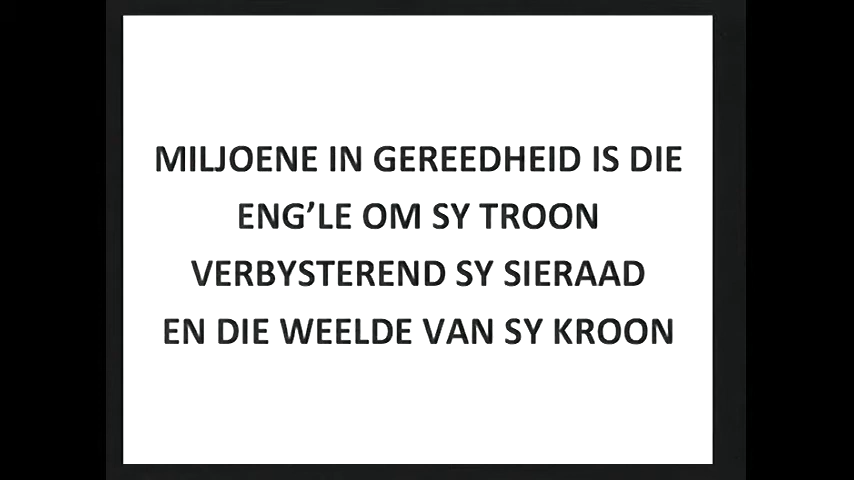 MILJOENE IN GEREEDHEID IS DIE
ENG’LE OM SY TROON
VERBYSTEREND SY SIERAAD
EN DIE WEELDE VAN SY KROON